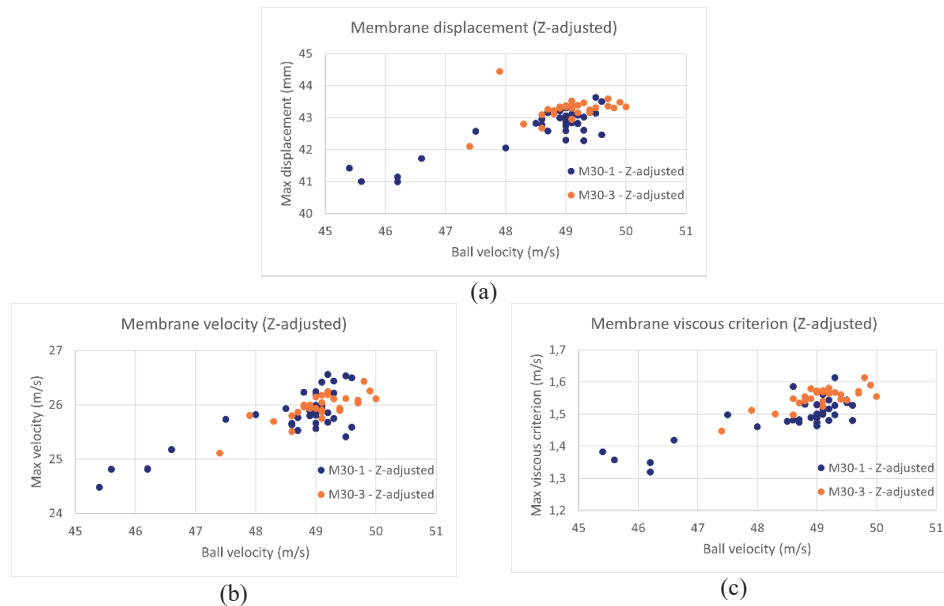 Membrane displacement (Z-adjusted)
Max displacement (mm)
45
44
43
42
41
40
45 46 47 48 49 50 51
Ball velocity (m/s)
M30-1 - Z-adjusted
M30-3 - Z-adjusted
(a)
Membrane velocity (Z-adjusted)
Max velocity (m/s)
27
26
25
24
45 46 47 48 49 50 51
Ball velocity (m/s)
M30-1 - Z-adjusted
M30-3 - Z-adjusted
(b)
Membrane viscous criterion (Z-adjusted)
Max viscous criterion (m/s)
1,7
1,6
1,5
1,4
1,3
1,2
45 46 47 48 49 50 51
Ball velocity (m/s)
M30-1 - Z-adjusted
M30-3 - Z-adjusted
(c)